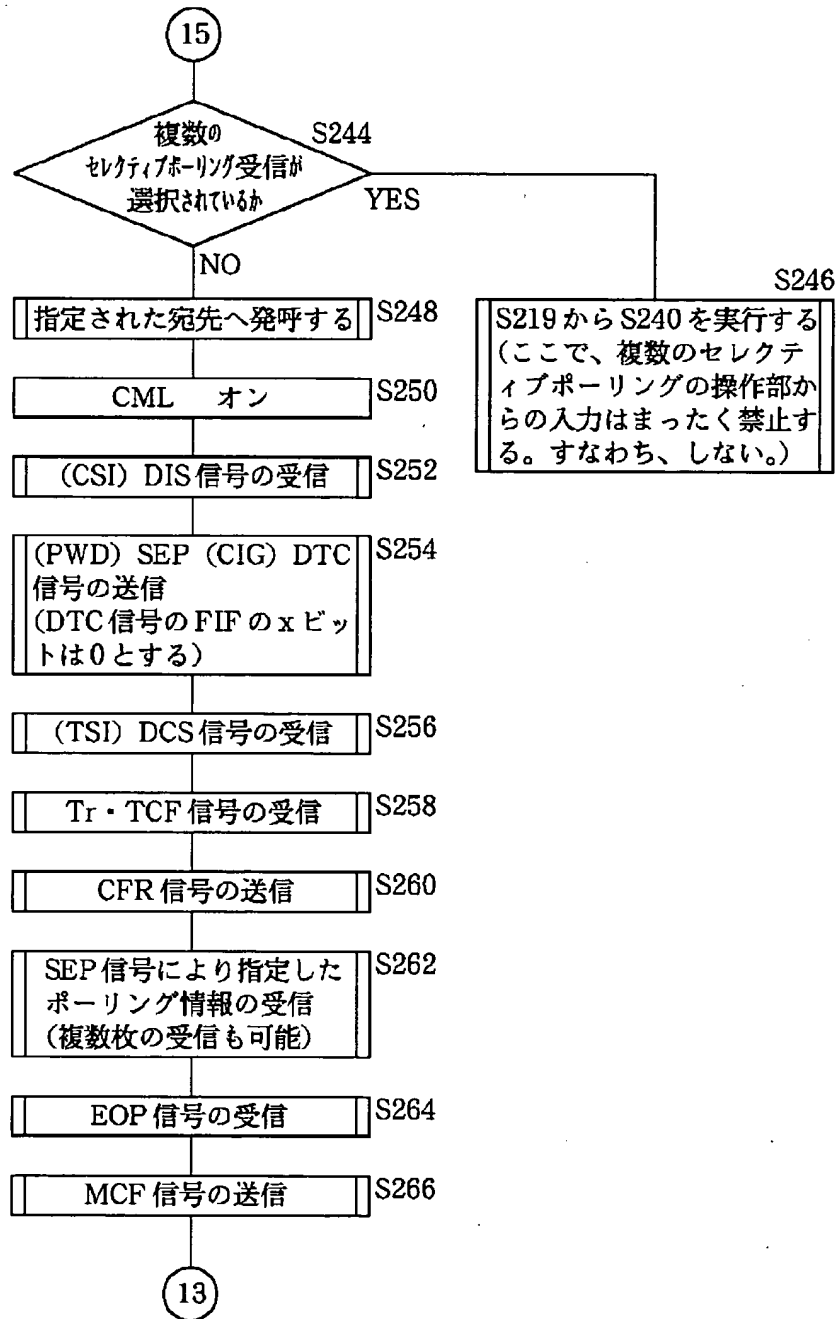 15
複数の
セレクティブポーリング受信が
選択されているか
S244
YES
NO
S246
S219からS240を実行する
(ここで、複数のセレクテ
ィブポーリングの操作部か
らの入力はまったく禁止す
る。すなわち、しない。)
指定された宛先へ発呼する
S248
CML オン
S250
(CSI) DIS信号の受信
S252
(PWD) SEP (CIG) DTC
信号の送信
(DTC信号のFIFのxビッ
トは0とする)
S254
(TSI) DCS信号の受信
S256
Tr・TCF信号の受信
S258
CFR信号の送信
S260
SEP信号により指定した
ポーリング情報の受信
(複数枚の受信も可能)
S262
EOP信号の受信
S264
MCF信号の送信
S266
13